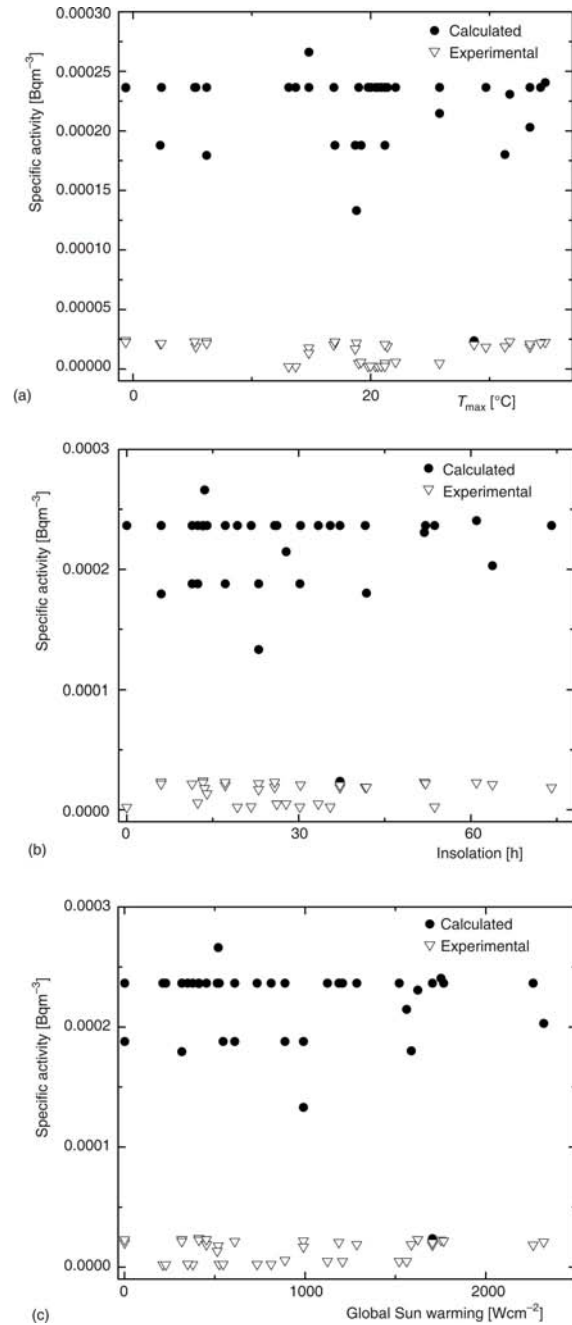 0.00030
Calculated
Experimental
0.00025
0.00020
0.00015
0.00010
0.00005
0.00000
Specific activity [Bqm⁻³]
0
20
T_max [°C]
(a)
0.0003
Calculated
Experimental
0.0002
0.0001
0.0000
Specific activity [Bqm⁻³]
0
30
60
Insolation [h]
(b)
0.0003
Calculated
Experimental
0.0002
0.0001
0.0000
Specific activity [Bqm⁻³]
0
1000
2000
Global Sun warming [Wcm⁻²]
(c)